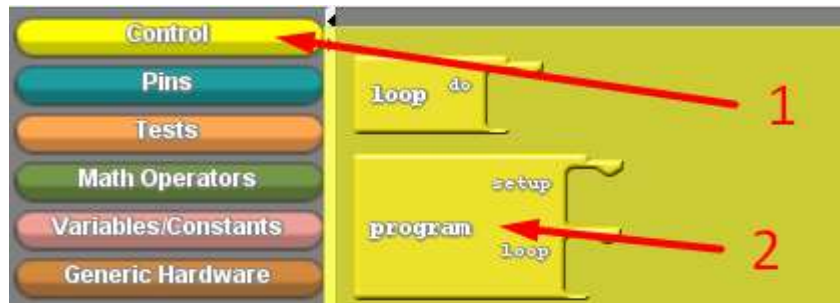 Control
Pins
Tests
Math Operators
Variables/Constants
Generic Hardware
loop do
1
setup
program
loop
2